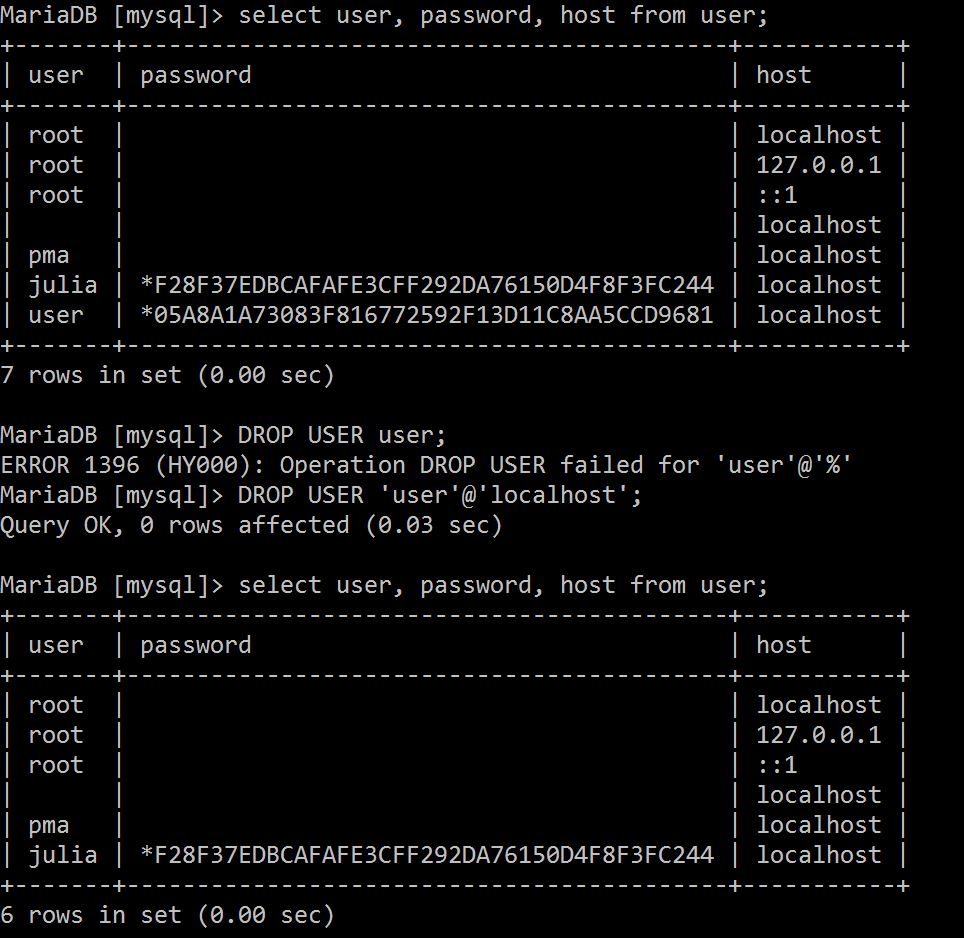 MariaDB [mysql]> select user, password, host from user;
+-------+-------------------------------------------+-----------+
| user  | password                                  | host      |
+-------+-------------------------------------------+-----------+
| root  |                                           | localhost |
| root  |                                           | 127.0.0.1 |
| root  |                                           | ::1       |
|       |                                           | localhost |
| pma   |                                           | localhost |
| julia | *F28F37EDBCAFAFE3CFF292DA76150D4F8F3FC244 | localhost |
| user  | *05A8A1A73083F816772592F13D11C8AA5CCD9681 | localhost |
+-------+-------------------------------------------+-----------+
7 rows in set (0.00 sec)

MariaDB [mysql]> DROP USER user;
ERROR 1396 (HY000): Operation DROP USER failed for 'user'@'%'
MariaDB [mysql]> DROP USER 'user'@'localhost';
Query OK, 0 rows affected (0.03 sec)

MariaDB [mysql]> select user, password, host from user;
+-------+-------------------------------------------+-----------+
| user  | password                                  | host      |
+-------+-------------------------------------------+-----------+
| root  |                                           | localhost |
| root  |                                           | 127.0.0.1 |
| root  |                                           | ::1       |
|       |                                           | localhost |
| pma   |                                           | localhost |
| julia | *F28F37EDBCAFAFE3CFF292DA76150D4F8F3FC244 | localhost |
+-------+-------------------------------------------+-----------+
6 rows in set (0.00 sec)